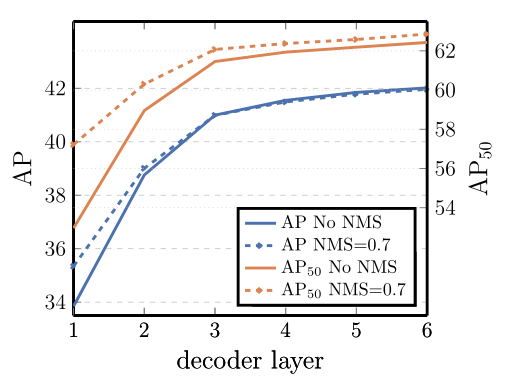 AP
42
40
38
36
34
AP50
62
60
58
56
54
AP No NMS
AP NMS=0.7
AP50 No NMS
AP50 NMS=0.7
1 2 3 4 5 6
decoder layer